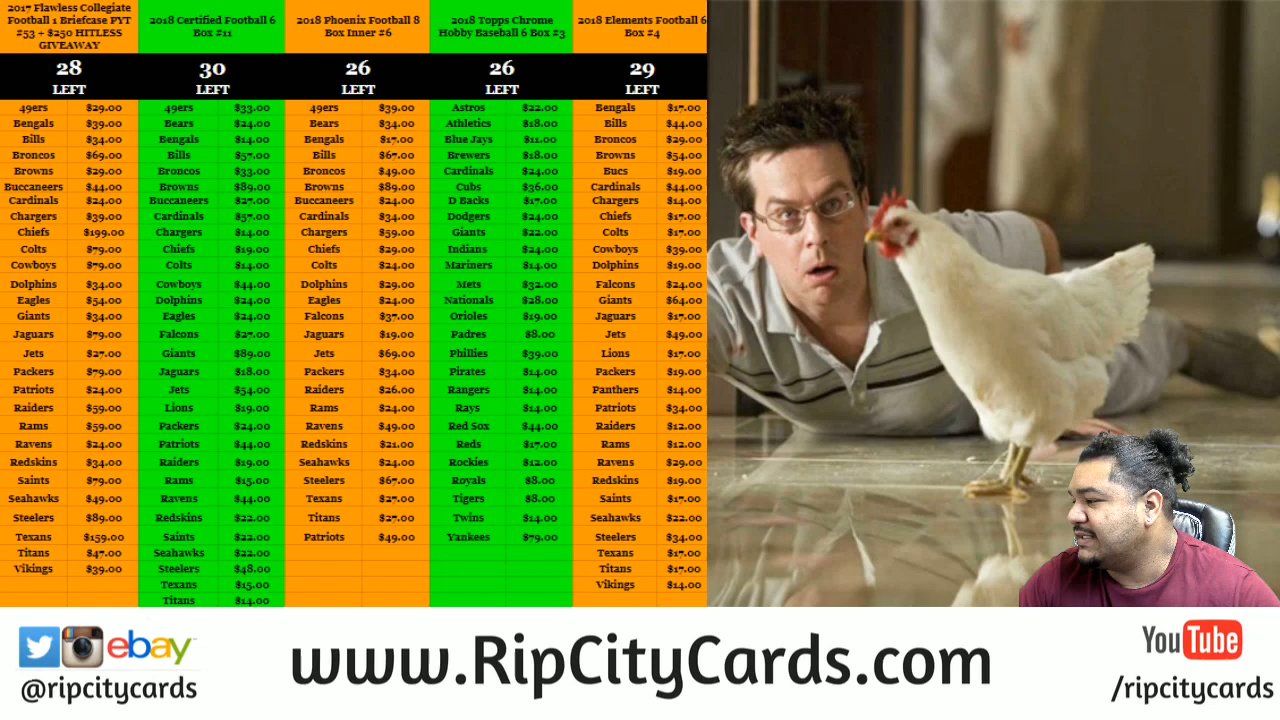 2017 Flawless Collegiate
Football 1 Briefcase PYT
#53 + $250 HITLESS
GIVEAWAY
28
LEFT
49ers $29.00
Bengals $39.00
Bills $34.00
Broncos $69.00
Browns $29.00
Buccaneers $44.00
Cardinals $24.00
Chargers $39.00
Chiefs $199.00
Colts $79.00
Cowboys $79.00
Dolphins $34.00
Eagles $54.00
Giants $34.00
Jaguars $79.00
Jets $27.00
Packers $79.00
Patriots $24.00
Raiders $59.00
Rams $59.00
Ravens $24.00
Redskins $34.00
Saints $79.00
Seahawks $49.00
Steelers $89.00
Texans $159.00
Titans $47.00
Vikings $39.00
2018 Certified Football 6
Box #11
30
LEFT
49ers $33.00
Bears $24.00
Bengals $14.00
Bills $57.00
Broncos $33.00
Browns $89.00
Buccaneers $27.00
Cardinals $57.00
Chargers $14.00
Chiefs $19.00
Colts $14.00
Cowboys $44.00
Dolphins $24.00
Eagles $24.00
Falcons $27.00
Giants $89.00
Jaguars $18.00
Jets $54.00
Lions $19.00
Packers $24.00
Patriots $44.00
Raiders $19.00
Rams $15.00
Ravens $44.00
Redskins $22.00
Saints $22.00
Seahawks $22.00
Steelers $48.00
Texans $15.00
Titans $14.00
2018 Phoenix Football 8
Box Inner #6
26
LEFT
49ers $39.00
Bears $34.00
Bengals $17.00
Bills $67.00
Broncos $49.00
Browns $89.00
Buccaneers $24.00
Cardinals $34.00
Chargers $59.00
Chiefs $29.00
Colts $24.00
Dolphins $29.00
Eagles $24.00
Falcons $37.00
Jaguars $19.00
Jets $69.00
Packers $34.00
Raiders $26.00
Rams $24.00
Ravens $49.00
Redskins $21.00
Seahawks $24.00
Steelers $67.00
Texans $27.00
Titans $27.00
Patriots $49.00
2018 Topps Chrome
Hobby Baseball 6 Box #3
26
LEFT
Astros $22.00
Athletics $18.00
Blue Jays $11.00
Brewers $18.00
Cardinals $24.00
Cubs $36.00
D Backs $17.00
Dodgers $24.00
Giants $22.00
Indians $24.00
Mariners $14.00
Mets $32.00
Nationals $28.00
Orioles $19.00
Padres $8.00
Phillies $39.00
Pirates $14.00
Rangers $14.00
Rays $14.00
Red Sox $44.00
Reds $17.00
Rockies $12.00
Royals $8.00
Tigers $8.00
Twins $14.00
Yankees $79.00
2018 Elements Football 6
Box #4
29
LEFT
Bengals $17.00
Bills $44.00
Broncos $29.00
Browns $54.00
Bucs $19.00
Cardinals $44.00
Chargers $14.00
Chiefs $17.00
Colts $17.00
Cowboys $39.00
Dolphins $19.00
Falcons $24.00
Giants $64.00
Jaguars $17.00
Jets $49.00
Lions $17.00
Packers $19.00
Panthers $14.00
Patriots $34.00
Raiders $12.00
Rams $12.00
Ravens $29.00
Redskins $19.00
Saints $17.00
Seahawks $22.00
Steelers $34.00
Texans $17.00
Titans $17.00
Vikings $14.00
ebay
@ripcitycards
www.RipCityCards.com
YouTube
/ripcitycards